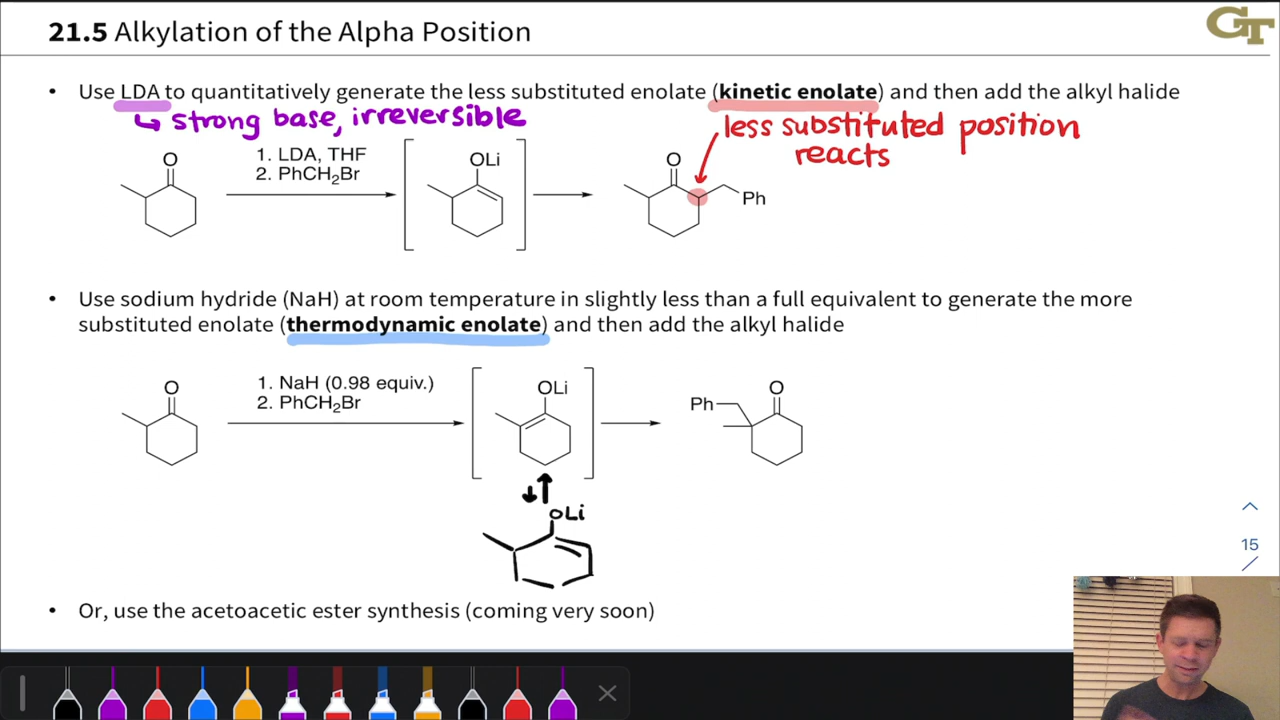 21.5 Alkylation of the Alpha Position
GT
• Use LDA to quantitatively generate the less substituted enolate (kinetic enolate) and then add the alkyl halide
↳ strong base, irreversible
less substituted position
reacts
O
1. LDA, THF
2. PhCH₂Br
OLi
O
Ph
• Use sodium hydride (NaH) at room temperature in slightly less than a full equivalent to generate the more
substituted enolate (thermodynamic enolate) and then add the alkyl halide
O
1. NaH (0.98 equiv.)
2. PhCH₂Br
OLi
Ph
O
OLi
15
• Or, use the acetoacetic ester synthesis (coming very soon)